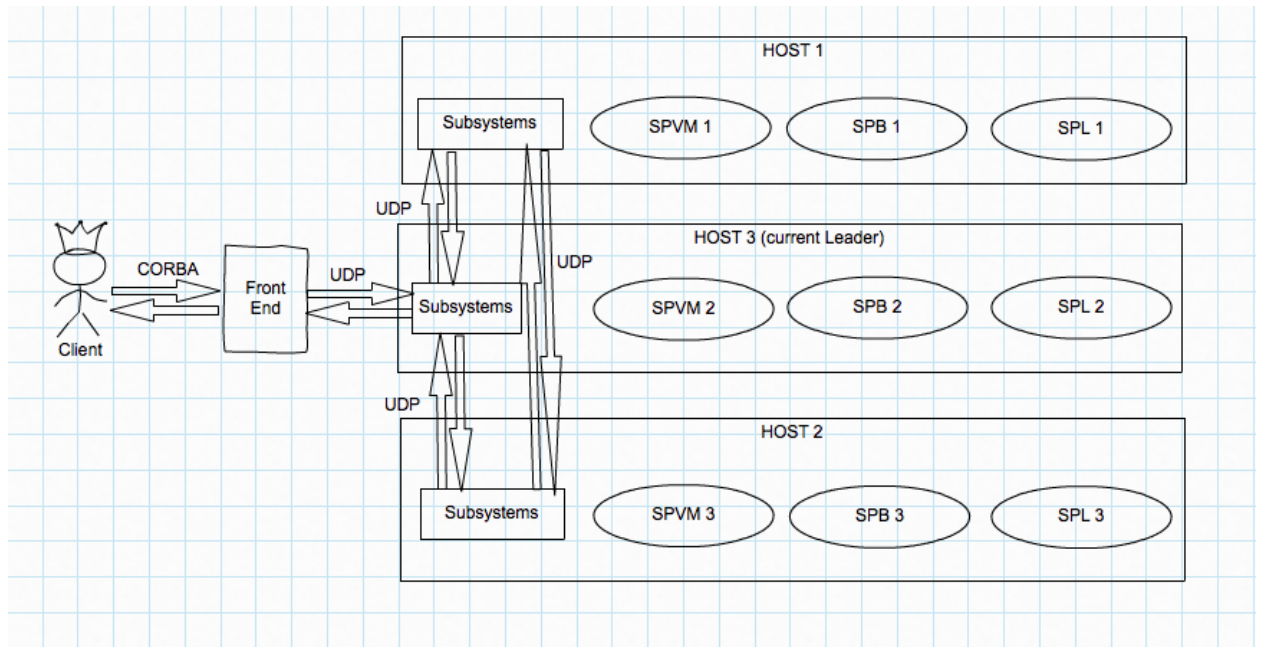 HOST 1
Subsystems
SPVM 1
SPB 1
SPL 1
UDP
HOST 3 (current Leader)
UDP
CORBA
Front
End
UDP
Subsystems
SPVM 2
SPB 2
SPL 2
Client
UDP
HOST 2
Subsystems
SPVM 3
SPB 3
SPL 3